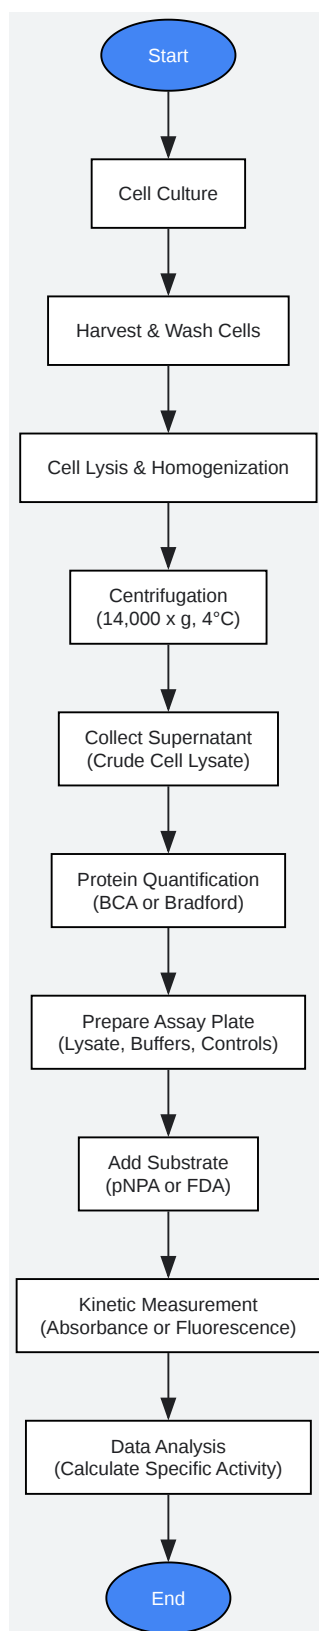 Start
Cell Culture
Harvest & Wash Cells
Cell Lysis & Homogenization
Centrifugation
(14,000 x g, 4°C)
Collect Supernatant
(Crude Cell Lysate)
Protein Quantification
(BCA or Bradford)
Prepare Assay Plate
(Lysate, Buffers, Controls)
Add Substrate
(pNPA or FDA)
Kinetic Measurement
(Absorbance or Fluorescence)
Data Analysis
(Calculate Specific Activity)
End